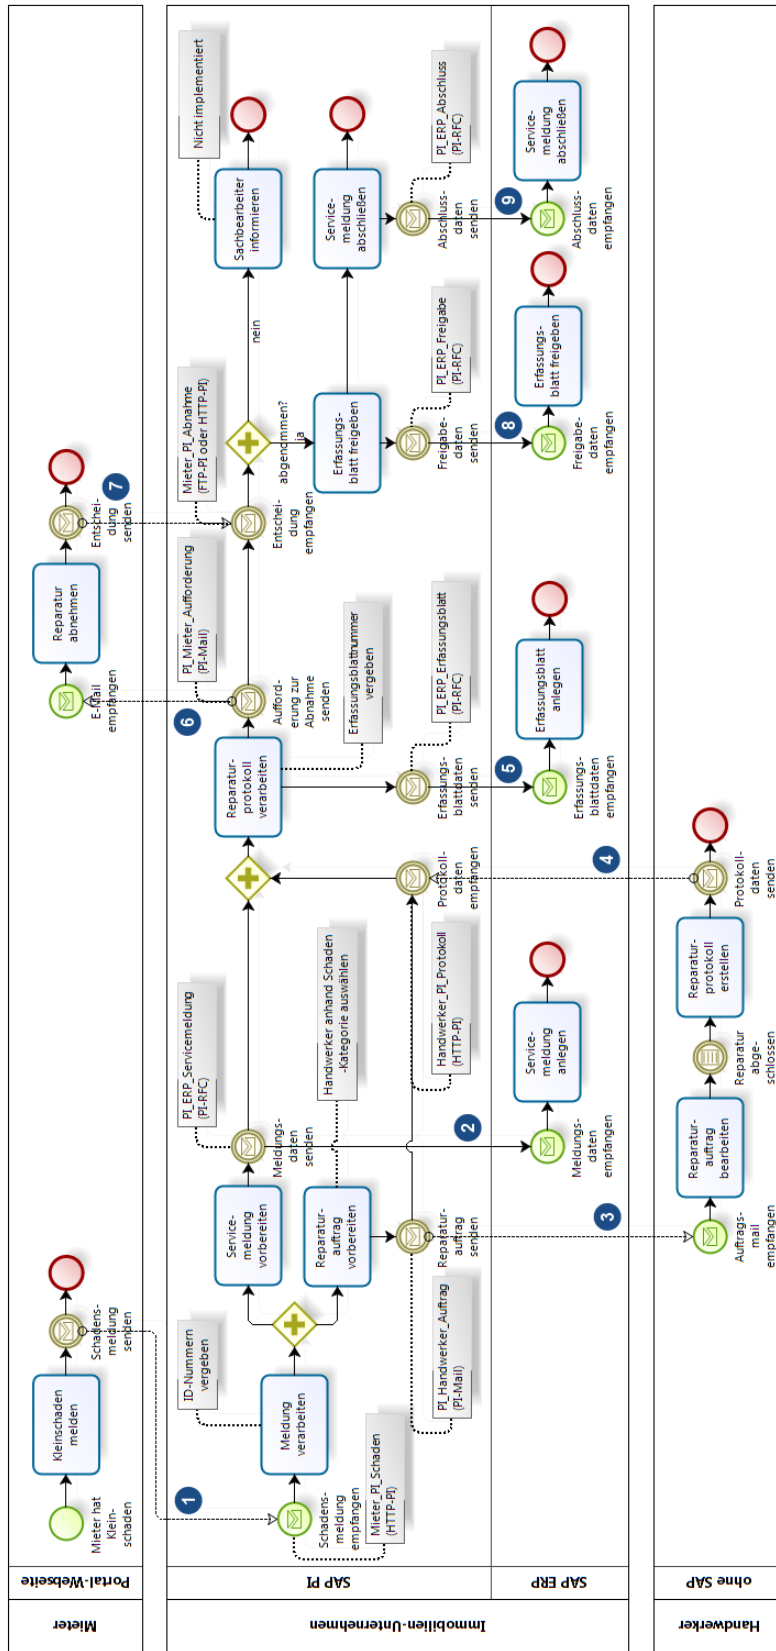 Mieter
Portal-Webseite
Mieter hat
Klein-
schaden
Kleinschaden
melden
Schadens-
meldung
senden
E-Mail
empfangen
Reparatur
abnehmen
Entschei-
dung
senden
1
6
7
Immobilien-Unternehmen
SAP PI
Schadens-
meldung
empfangen
Mieter_PI_Schaden
(HTTP-PI)
Meldung
verarbeiten
ID-Nummern
vergeben
Service-
meldung
vorbereiten
Reparatur-
auftrag
vorbereiten
PI_Handwerker_Auftrag
(PI-Mail)
Meldungs-
daten
senden
PI_ERP_Servicemeldung
(PI-RFC)
Reparatur-
auftrag
senden
Handwerker anhand Schaden
-Kategorie auswählen
Handwerker_PI_Protokoll
(HTTP-PI)
Protokoll-
daten
empfangen
Reparatur-
protokoll
verarbeiten
Erfassungsblattnummer
vergeben
Erfassungs-
blattdaten
senden
PI_ERP_Erfassungsblatt
(PI-RFC)
Aufford-
erung zur
Abnahme
senden
PI_Mieter_Aufforderung
(PI-Mail)
Entschei-
dung
empfangen
Mieter_PI_Abnahme
(FTP-PI oder HTTP-PI)
abgenommen?
ja
nein
Erfassungs-
blatt freigeben
Freigabe-
daten
senden
PI_ERP_Freigabe
(PI-RFC)
Sachbearbeiter
informieren
Nicht implementiert
Service-
meldung
abschließen
Abschluss-
daten
senden
PI_ERP_Abschluss
(PI-RFC)
2
3
4
5
8
9
SAP ERP
Meldungs-
daten
empfangen
Service-
meldung
anlegen
Erfassungs-
blattdaten
empfangen
Erfassungsblatt
anlegen
Freigabe-
daten
empfangen
Erfassungs-
blatt freigeben
Abschluss-
daten
empfangen
Service-
meldung
abschließen
Handwerker
ohne SAP
Auftrags-
mail
empfangen
Reparatur-
auftrag
bearbeiten
Reparatur
abge-
schlossen
Reparatur-
protokoll
erstellen
Protokoll-
daten
senden